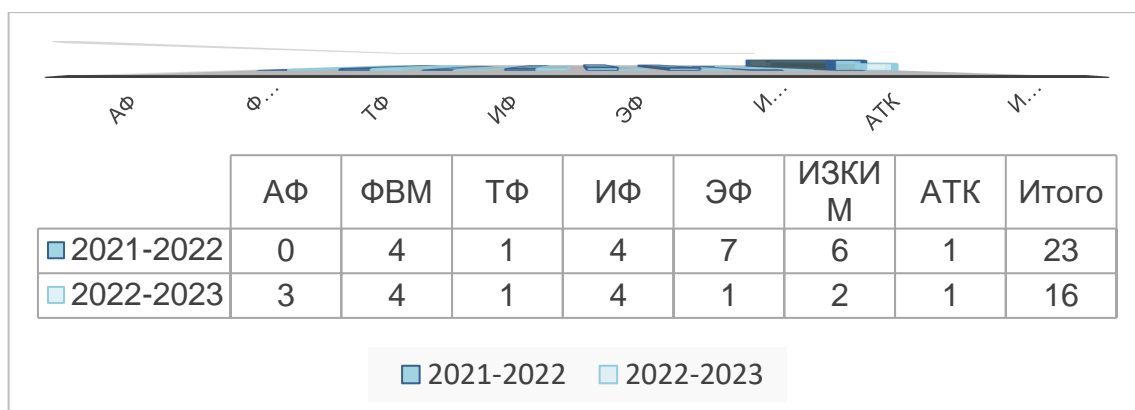 АФ Ф... ТФ ИФ ЭФ И... АТК И...
АФ ФВМ ТФ ИФ ЭФ ИЗКИ М АТК Итого
2021-2022 0 4 1 4 7 6 1 23
2022-2023 3 4 1 4 1 2 1 16
2021-2022 2022-2023